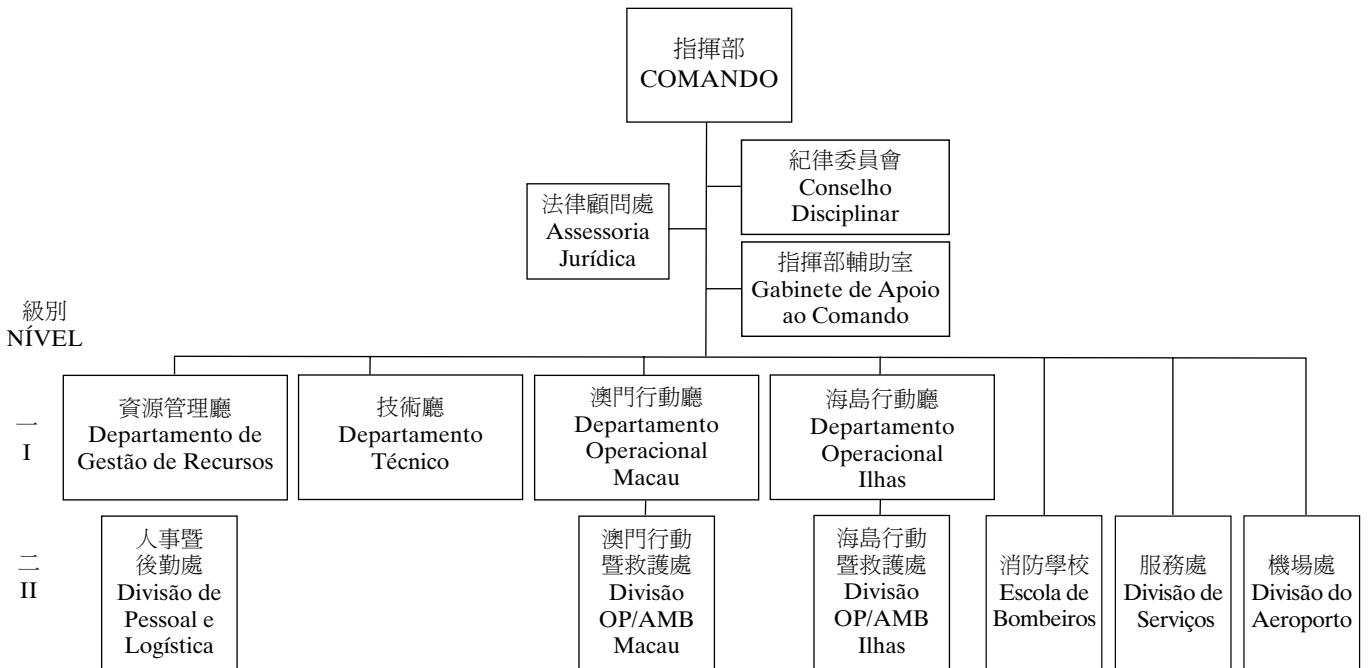 指揮部
COMANDO
紀律委員會
Conselho
Disciplinar
法律顧問處
Assessoria
Jurídica
指揮部輔助室
Gabinete de Apoio
ao Comando
級別
NÍVEL
一
I
資源管理廳
Departamento de
Gestão de Recursos
技術廳
Departamento
Técnico
澳門行動廳
Departamento
Operacional
Macau
海島行動廳
Departamento
Operacional
Ilhas
二
II
人事暨
後勤處
Divisão de
Pessoal e
Logística
澳門行動
暨救護處
Divisão
OP/AMB
Macau
海島行動
暨救護處
Divisão
OP/AMB
Ilhas
消防學校
Escola de
Bombeiros
服務處
Divisão de
Serviços
機場處
Divisão do
Aeroporto